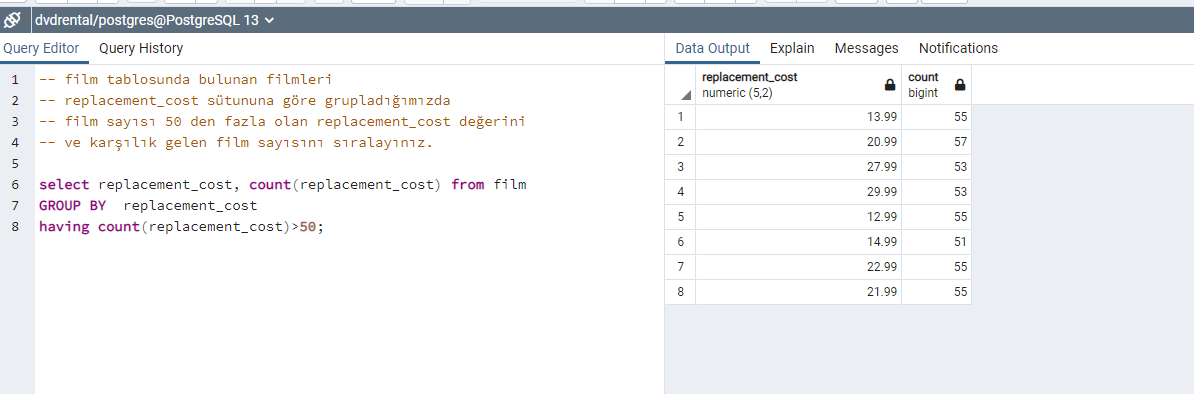 dvdrental/postgres@PostgreSQL 13
Query Editor Query History
1 -- film tablosunda bulunan filmleri
2 -- replacement_cost sütununa göre grupladığımızda
3 -- film sayısı 50 den fazla olan replacement_cost değerini
4 -- ve karşılık gelen film sayısını sıralayınız.
5
6 select replacement_cost, count(replacement_cost) from film
7 GROUP BY  replacement_cost
8 having count(replacement_cost)>50;
Data Output Explain Messages Notifications
replacement_cost count
numeric (5,2) bigint
1 13.99 55
2 20.99 57
3 27.99 53
4 29.99 53
5 12.99 55
6 14.99 51
7 22.99 55
8 21.99 55